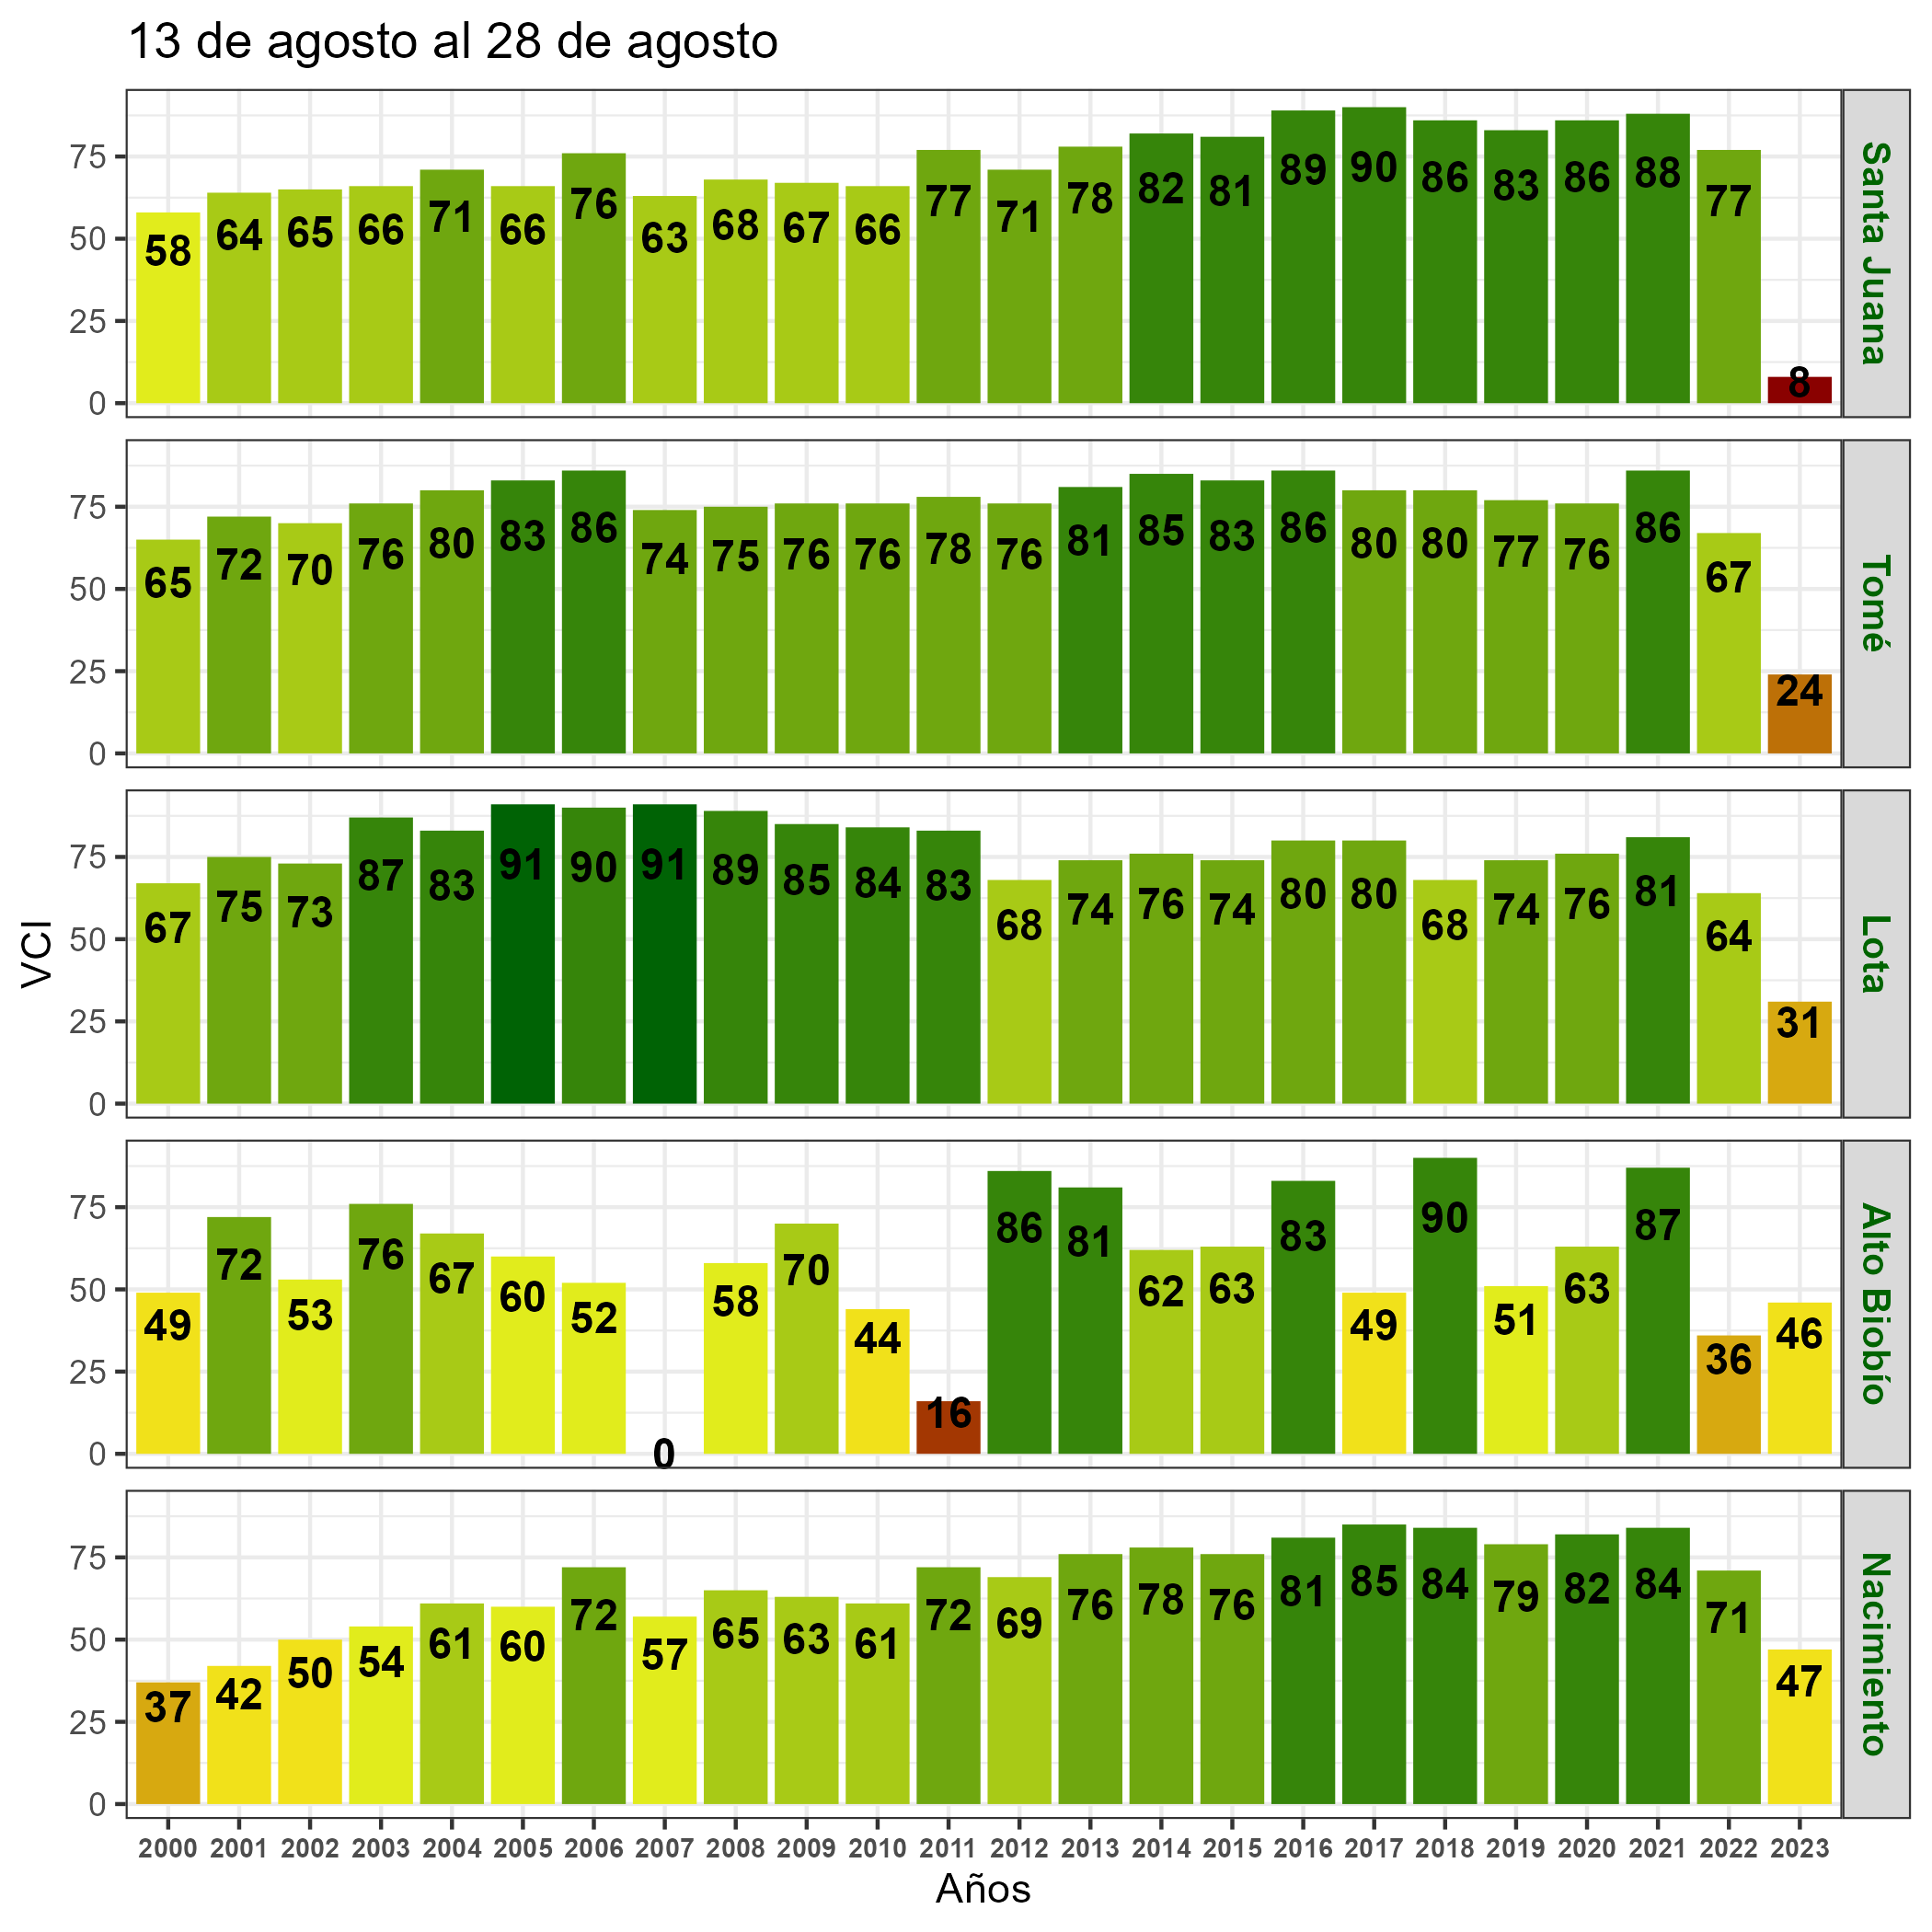 13 de agosto al 28 de agosto
75
50
25
0
58 64 65 66 71 66 76 63 68 67 66 77 71 78 82 81 89 90 86 83 86 88 77 8
Santa Juana
75
50
25
0
65 72 70 76 80 83 86 74 75 76 76 78 76 81 85 83 86 80 80 77 76 86 67 24
Tomé
VCI
75
50
25
0
67 75 73 87 83 91 90 91 89 85 84 83 68 74 76 74 80 80 68 74 76 81 64 31
Lota
75
50
25
0
49 72 53 76 67 60 52 0 58 70 44 16 86 81 62 63 83 49 90 51 63 87 36 46
Alto Biobío
75
50
25
0
37 42 50 54 61 60 72 57 65 63 61 72 69 76 78 76 81 85 84 79 82 84 71 47
Nacimiento
2000 2001 2002 2003 2004 2005 2006 2007 2008 2009 2010 2011 2012 2013 2014 2015 2016 2017 2018 2019 2020 2021 2022 2023
Años